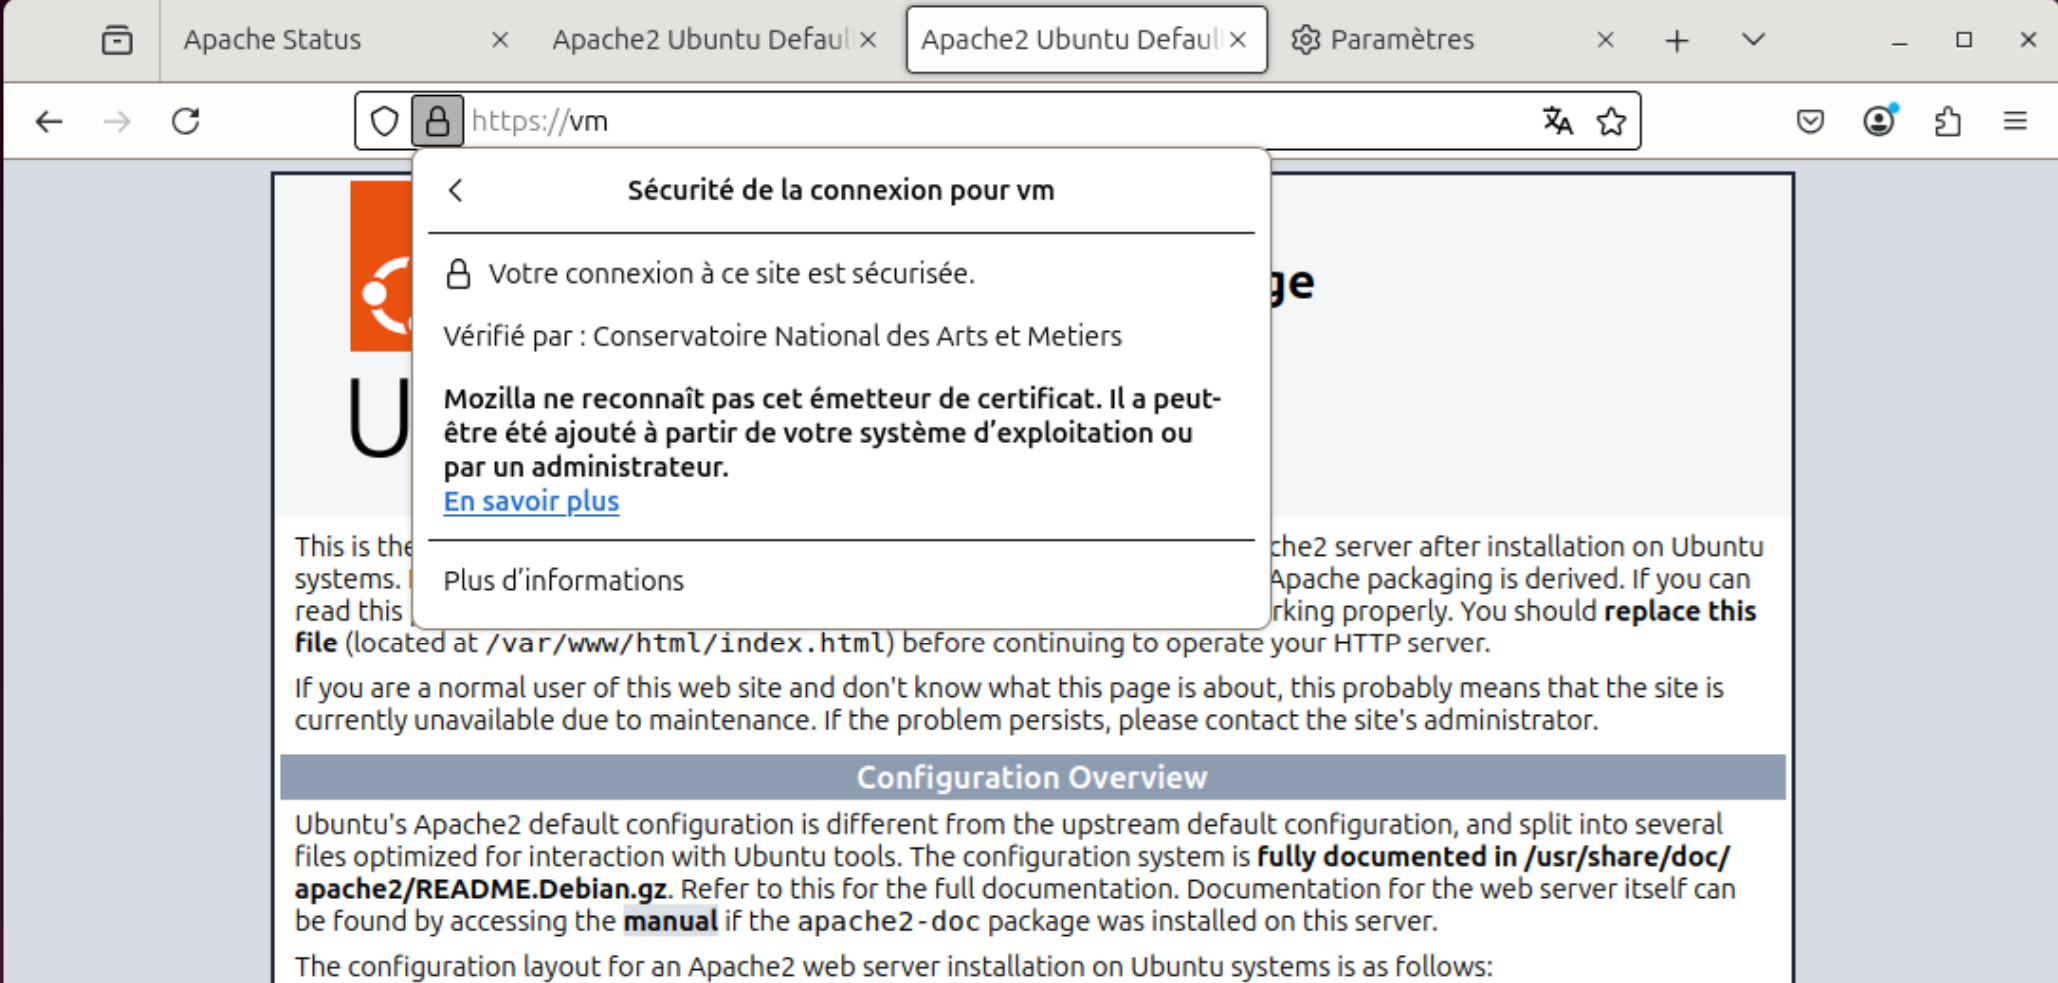 Apache Status
Apache2 Ubuntu Defaul
Apache2 Ubuntu Defaul
Paramètres
https://vm
Sécurité de la connexion pour vm
Votre connexion à ce site est sécurisée.
Vérifié par : Conservatoire National des Arts et Metiers
Mozilla ne reconnaît pas cet émetteur de certificat. Il a peut-
être été ajouté à partir de votre système d’exploitation ou
par un administrateur.
En savoir plus
Plus d’informations
ge
U
This is the che2 server after installation on Ubuntu
systems. Apache packaging is derived. If you can
read this rking properly. You should replace this
file (located at /var/www/html/index.html) before continuing to operate your HTTP server.
If you are a normal user of this web site and don't know what this page is about, this probably means that the site is
currently unavailable due to maintenance. If the problem persists, please contact the site's administrator.
Configuration Overview
Ubuntu's Apache2 default configuration is different from the upstream default configuration, and split into several
files optimized for interaction with Ubuntu tools. The configuration system is fully documented in /usr/share/doc/
apache2/README.Debian.gz. Refer to this for the full documentation. Documentation for the web server itself can
be found by accessing the manual if the apache2-doc package was installed on this server.
The configuration layout for an Apache2 web server installation on Ubuntu systems is as follows: